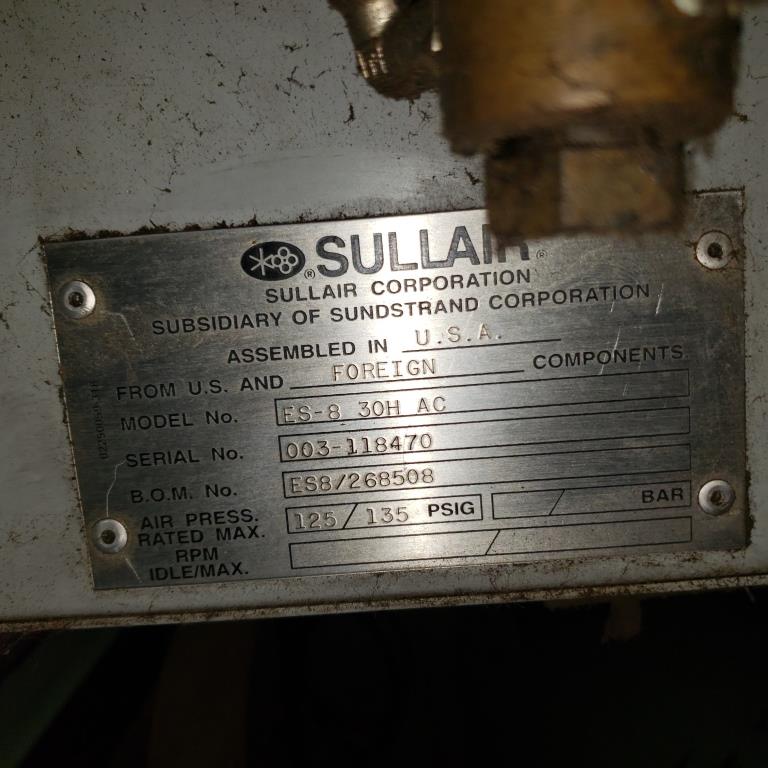 SULLAIR
SULLAIR CORPORATION
SUBSIDIARY OF SUNDSTRAND CORPORATION
ASSEMBLED IN U.S.A.
FROM U.S. AND FOREIGN COMPONENTS
MODEL No. ES-8 30H AC
SERIAL No. 003-118470
B.O.M. No. ES8/268508
AIR PRESS. RATED MAX. 125/135 PSIG / BAR
RPM IDLE/MAX. /